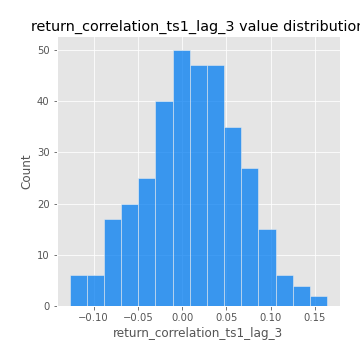 return_correlation_ts1_lag_3 value distribution
50
40
30
20
10
0
Count
−0.10 −0.05 0.00 0.05 0.10 0.15
return_correlation_ts1_lag_3